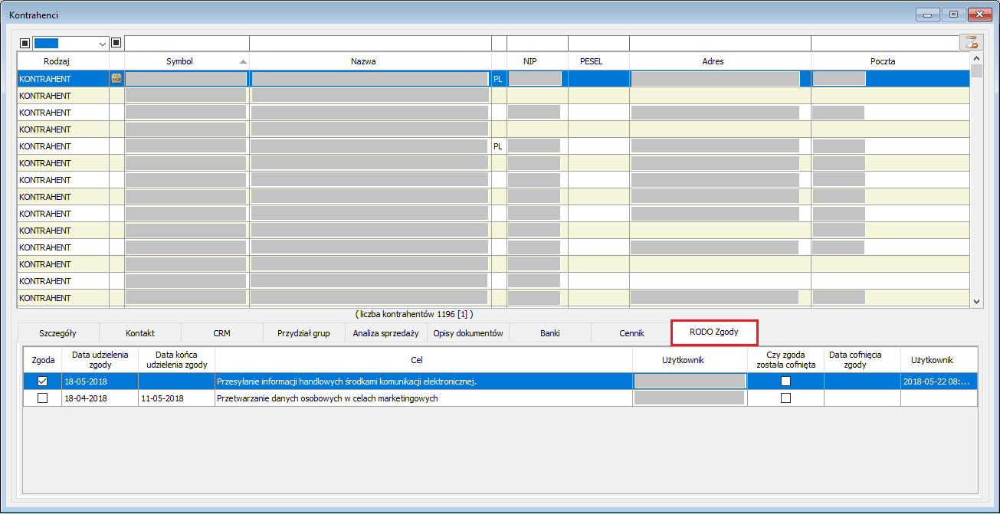 Kontrahenci
Rodzaj Symbol Nazwa NIP PESEL Adres Poczta
KONTRAHENT PL
KONTRAHENT
KONTRAHENT
KONTRAHENT
KONTRAHENT PL
KONTRAHENT
KONTRAHENT
KONTRAHENT
KONTRAHENT
KONTRAHENT
KONTRAHENT
KONTRAHENT
KONTRAHENT
KONTRAHENT
( liczba kontrahentów 1196 [1] )
Szczegóły Kontakt CRM Przydział grup Analiza sprzedaży Opisy dokumentów Banki Cennik RODO Zgody
Zgoda Data udzielenia zgody Data końca udzielenia zgody Cel Użytkownik Czy zgoda została cofnięta Data cofnięcia zgody Użytkownik
18-05-2018 Przesyłanie informacji handlowych środkami komunikacji elektronicznej. 2018-05-22 08:...
18-04-2018 11-05-2018 Przetwarzanie danych osobowych w celach marketingowych